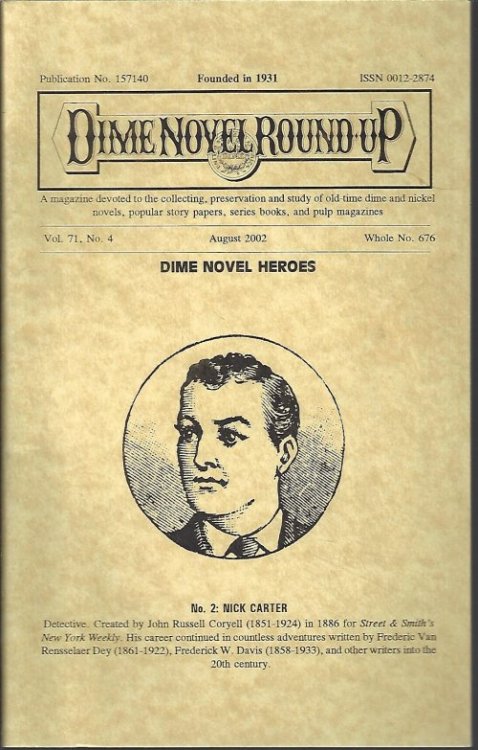 Publication No. 157140 Founded in 1931 ISSN 0012-2874
DIME NOVEL ROUND-UP
A magazine devoted to the collecting, preservation and study of old-time dime and nickel
novels, popular story papers, series books, and pulp magazines
Vol. 71, No. 4 August 2002 Whole No. 676
DIME NOVEL HEROES
No. 2: NICK CARTER
Detective. Created by John Russell Coryell (1851-1924) in 1886 for Street & Smith's
New York Weekly. His career continued in countless adventures written by Frederic Van
Rensselaer Dey (1861-1922), Frederick W. Davis (1858-1933), and other writers into the
20th century.